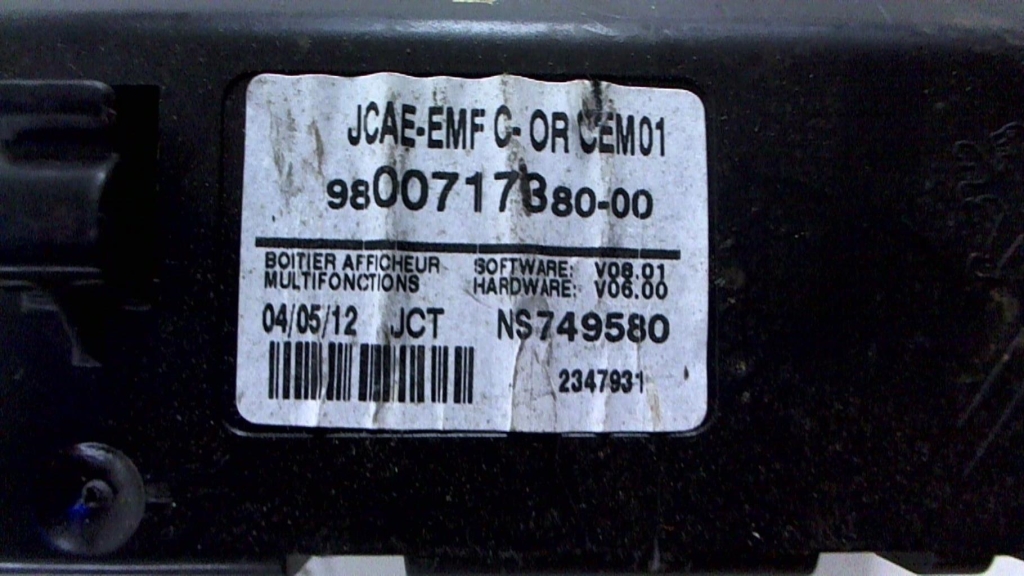 JCAE-EMF C- OR CEM01
9800717380-00
BOITIER AFFICHEUR
MULTIFONCTIONS
SOFTWARE: V08.01
HARDWARE: V06.00
04/05/12 JCT NS749580
2347931